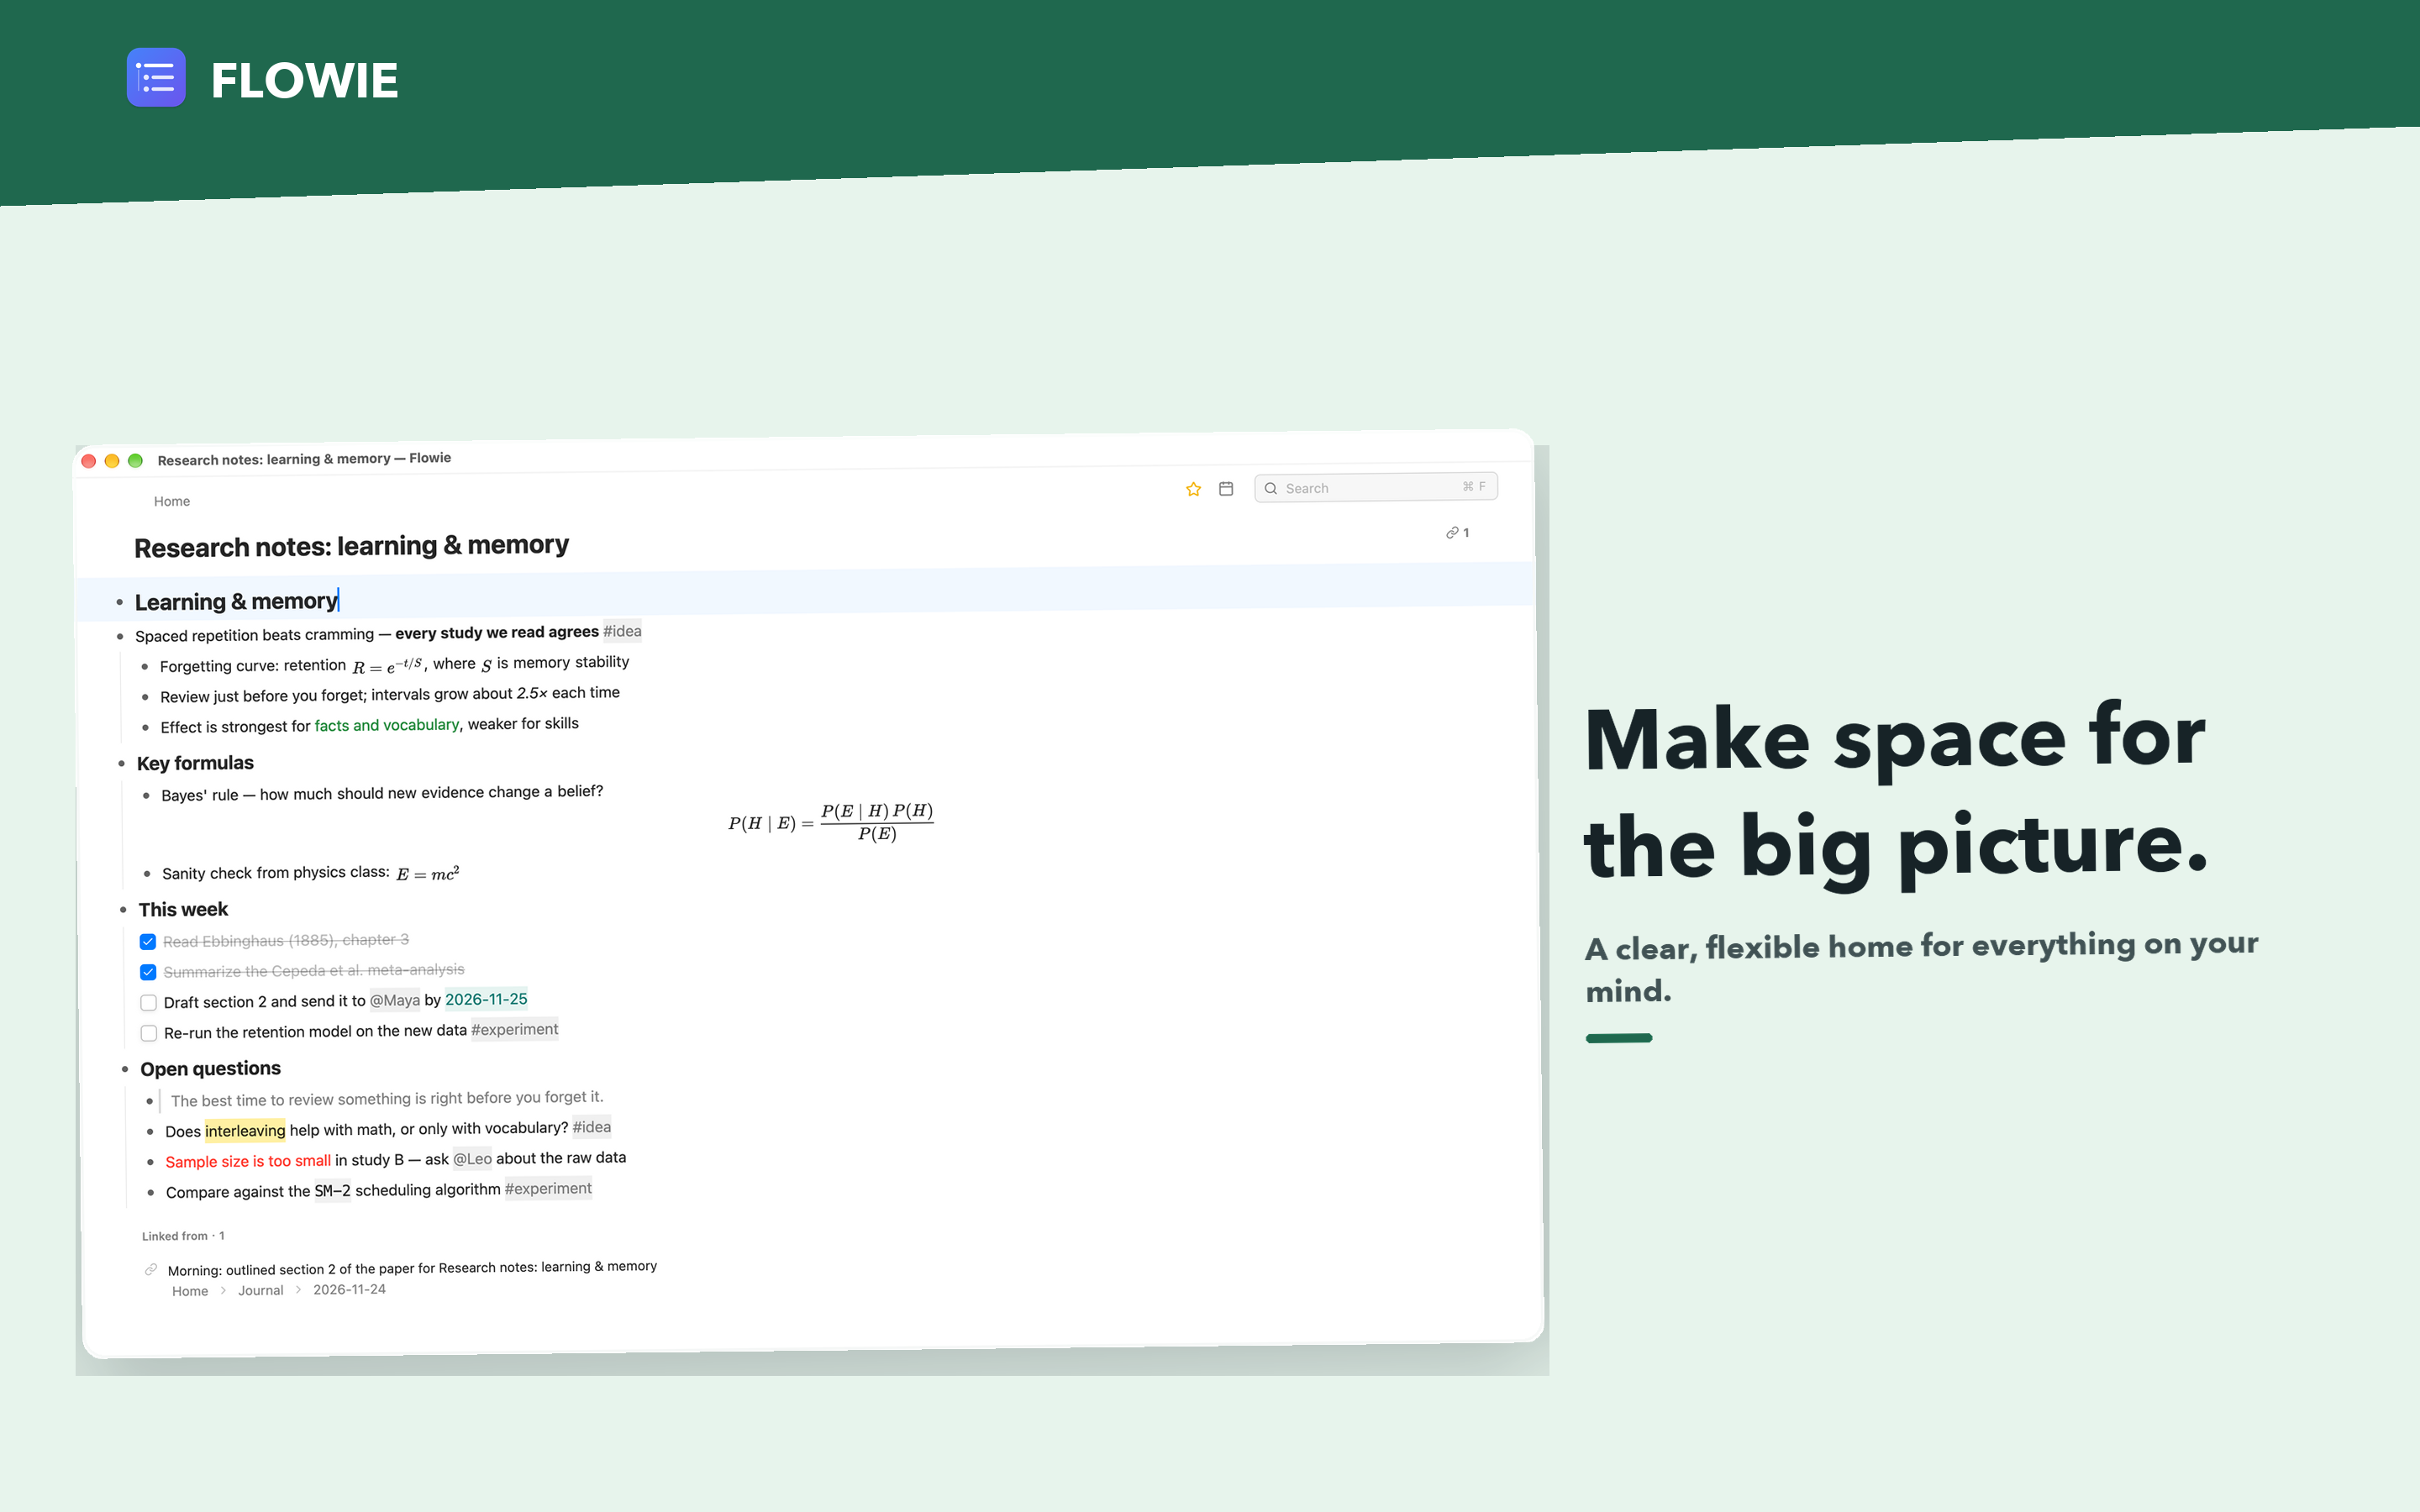 FLOWIE
Research notes: learning & memory — Flowie
Home
Search ⌘ F
Research notes: learning & memory
1
Learning & memory
Spaced repetition beats cramming — every study we read agrees #idea
Forgetting curve: retention R = e^{-t/S}, where S is memory stability
Review just before you forget; intervals grow about 2.5× each time
Effect is strongest for facts and vocabulary, weaker for skills
Key formulas
Bayes' rule — how much should new evidence change a belief?
P(H | E) = \frac{P(E | H) P(H)}{P(E)}
Sanity check from physics class: E = mc²
This week
Read Ebbinghaus (1885), chapter 3
Summarize the Cepeda et al. meta-analysis
Draft section 2 and send it to @Maya by 2026-11-25
Re-run the retention model on the new data #experiment
Open questions
The best time to review something is right before you forget it.
Does interleaving help with math, or only with vocabulary? #idea
Sample size is too small in study B — ask @Leo about the raw data
Compare against the SM-2 scheduling algorithm #experiment
Linked from · 1
Morning: outlined section 2 of the paper for Research notes: learning & memory
Home > Journal > 2026-11-24
Make space for
the big picture.
A clear, flexible home for everything on your
mind.